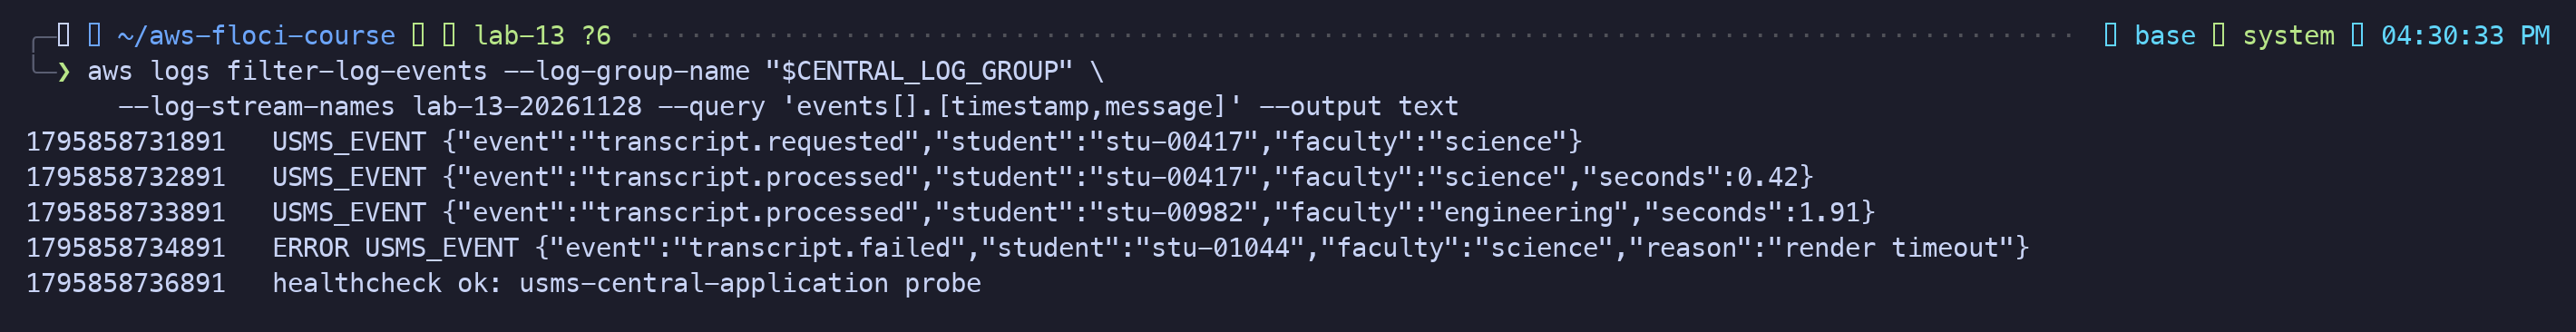 ~/aws-floci-course lab-13 ?6 base system 04:30:33 PM
❯ aws logs filter-log-events --log-group-name "$CENTRAL_LOG_GROUP" \
--log-stream-names lab-13-20261128 --query 'events[].[timestamp,message]' --output text
1795858731891 USMS_EVENT {"event":"transcript.requested","student":"stu-00417","faculty":"science"}
1795858732891 USMS_EVENT {"event":"transcript.processed","student":"stu-00417","faculty":"science","seconds":0.42}
1795858733891 USMS_EVENT {"event":"transcript.processed","student":"stu-00982","faculty":"engineering","seconds":1.91}
1795858734891 ERROR USMS_EVENT {"event":"transcript.failed","student":"stu-01044","faculty":"science","reason":"render timeout"}
1795858736891 healthcheck ok: usms-central-application probe